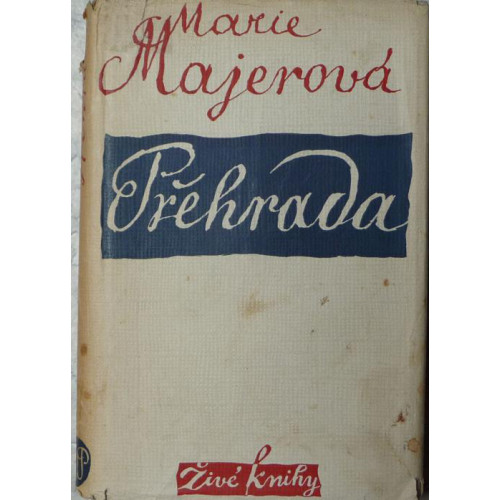 Marie
Majerová
Přehrada
Živé knihy